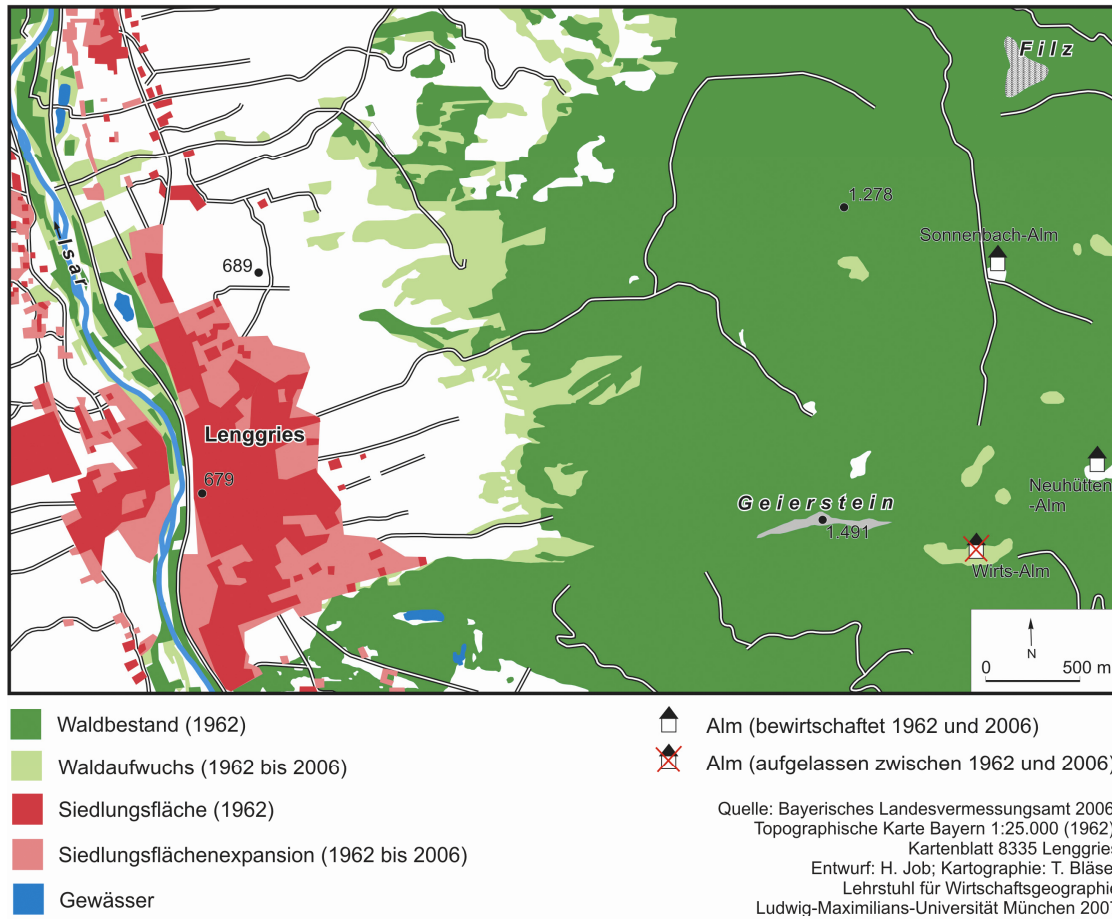 Filz
1.278
Sonnenbach-Alm
Isar
689
Lenggries
679
Geierstein
1.491
Neuhütten
-Alm
Wirts-Alm
N
0 500 m
Waldbestand (1962)
Waldaufwuchs (1962 bis 2006)
Siedlungsfläche (1962)
Siedlungsflächenexpansion (1962 bis 2006)
Gewässer
Alm (bewirtschaftet 1962 und 2006)
Alm (aufgelassen zwischen 1962 und 2006)
Quelle: Bayerisches Landesvermessungsamt 2006
Topographische Karte Bayern 1:25.000 (1962)
Kartenblatt 8335 Lenggries
Entwurf: H. Job; Kartographie: T. Bläse
Lehrstuhl für Wirtschaftsgeographie
Ludwig-Maximilians-Universität München 2007